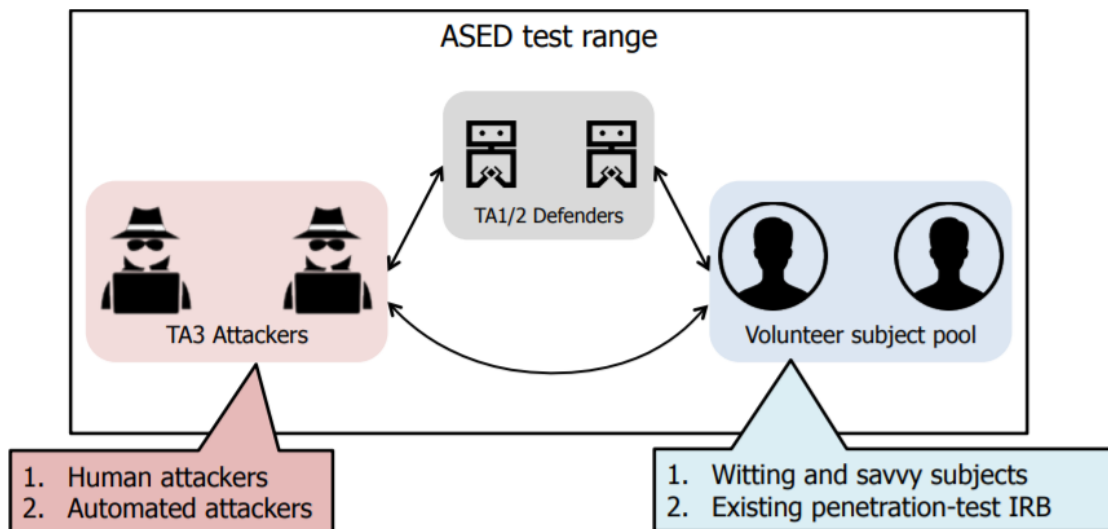 ASED test range
TA1/2 Defenders
TA3 Attackers
Volunteer subject pool
1. Human attackers
2. Automated attackers
1. Witting and savvy subjects
2. Existing penetration-test IRB